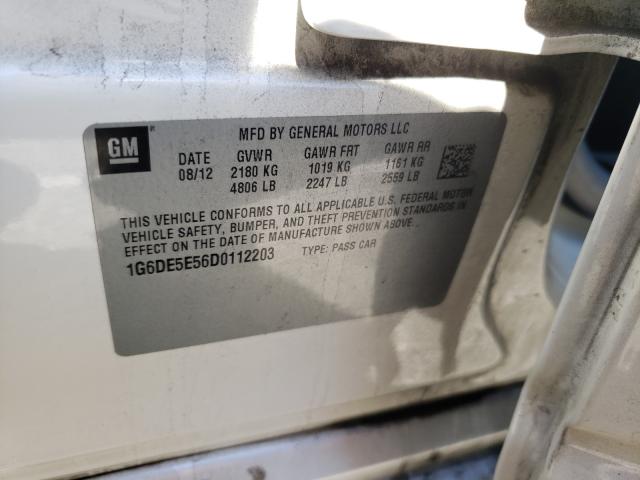 GM
MFD BY GENERAL MOTORS LLC
DATE GVWR GAWR FRT GAWR RR
08/12 2180 KG 1019 KG 1161 KG
4806 LB 2247 LB 2559 LB
THIS VEHICLE CONFORMS TO ALL APPLICABLE U.S. FEDERAL MOTOR
VEHICLE SAFETY, BUMPER, AND THEFT PREVENTION STANDARDS IN
EFFECT ON THE DATE OF MANUFACTURE SHOWN ABOVE.
1G6DE5E56D0112203 TYPE: PASS CAR